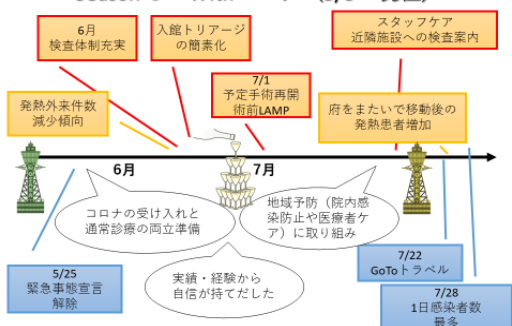 6月
検査体制充実
入館トリアージ
の簡素化
スタッフケア
近隣施設への検査案内
7/1
予定手術再開
術前LAMP
発熱外来件数
減少傾向
府をまたいで移動後の
発熱患者増加
6月
7月
コロナの受け入れと
通常診療の両立準備
地域予防（院内感
染防止や医療者ケ
ア）に取り組み
実績・経験から
自信が持てだした
5/25
緊急事態宣言
解除
7/22
GoToトラベル
7/28
1日感染者数
最多